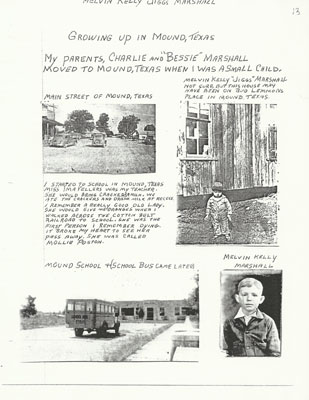 MELVIN KELLY "JIGGS" MARSHALL
13
GROWING UP IN MOUND, TEXAS
MY PARENTS, CHARLIE AND "BESSIE" MARSHALL
MOVED TO MOUND, TEXAS WHEN I WAS A SMALL CHILD.
MELVIN KELLY "JIGGS" MARSHALL
NOT SURE BUT THIS HOUSE MAY
HAVE BEEN ON BUD LEMMONS
PLACE IN MOUND TEXAS
MAIN STREET OF MOUND, TEXAS
I STARTED TO SCHOOL IN MOUND, TEXAS
MISS IMA FELLERS WAS MY TEACHER.
SHE WOULD BRING CRACKERS. WE
ATE THE CRACKERS AND DRANK MILK AT RECESS.
I REMEMBER A REALLY GOOD OLD LADY.
SHE WOULD GIVE ME ORANGES WHEN I
WALKED ACROSS THE COTTON BELT
RAILROAD TO SCHOOL. SHE WAS THE
FIRST PERSON I REMEMBER DYING.
IT BROKE MY HEART TO SEE HER
PASS AWAY. SHE WAS CALLED
MOLLIE POSTON.
MOUND SCHOOL & SCHOOL BUS CAME LATER
MELVIN KELLY
MARSHALL